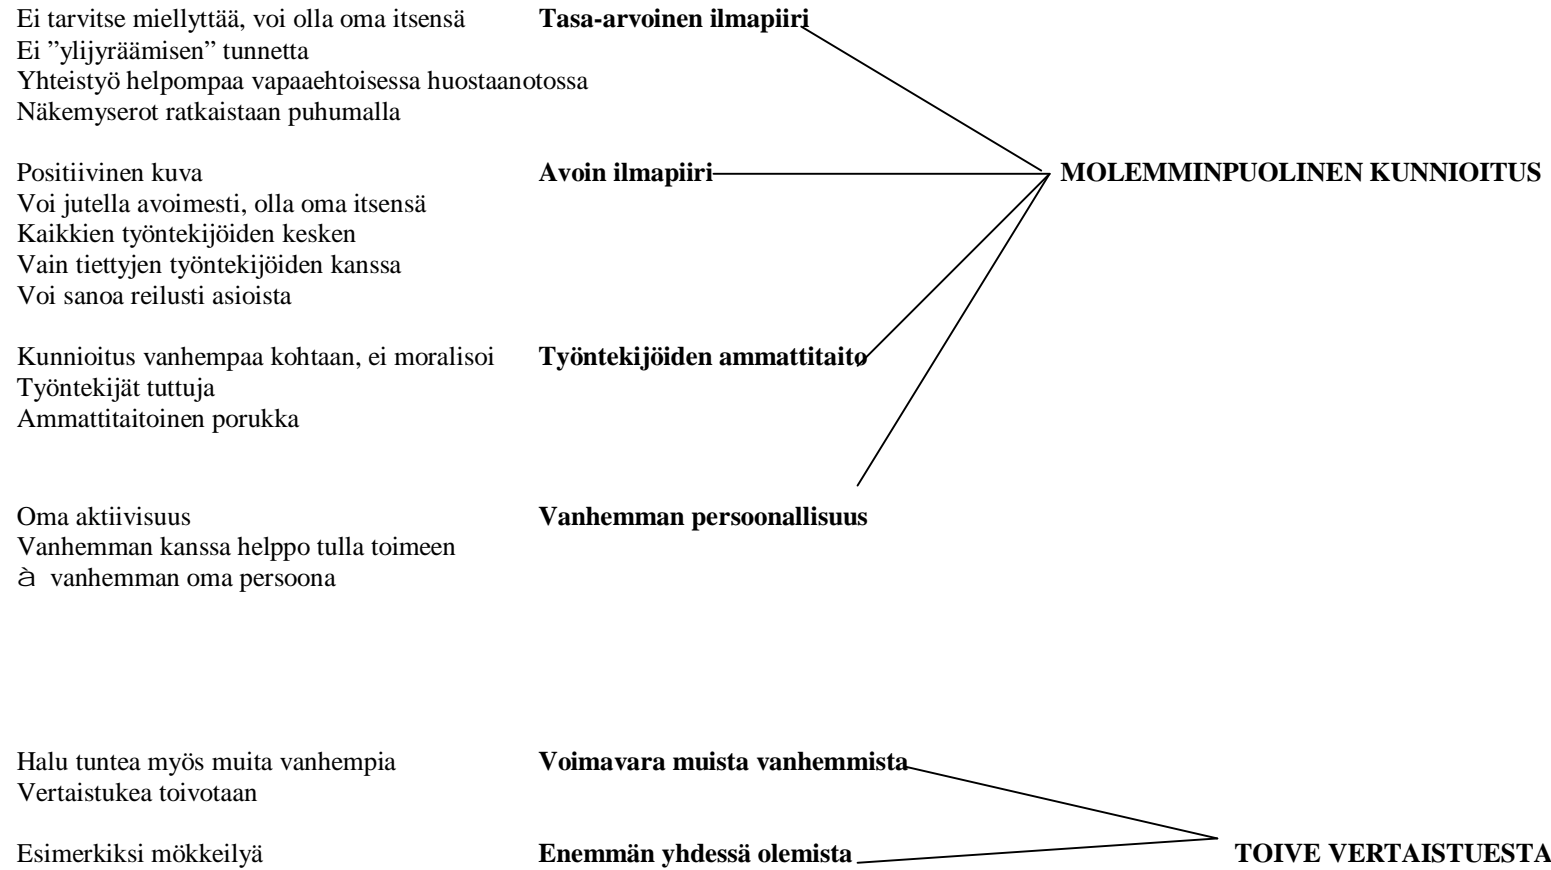 Ei tarvitse miellyttää, voi olla oma itsensä Tasa-arvoinen ilmapiiri
Ei ”ylijyräämisen” tunnetta
Yhteistyö helpompaa vapaaehtoisessa huostaanotossa
Näkemyserot ratkaistaan puhumalla
Positiivinen kuva Avoin ilmapiiri MOLEMMINPUOLINEN KUNNIOITUS
Voi jutella avoimesti, olla oma itsensä
Kaikkien työntekijöiden kesken
Vain tiettyjen työntekijöiden kanssa
Voi sanoa reilusti asioista
Kunnioitus vanhempaa kohtaan, ei moralisoi Työntekijöiden ammattitaito
Työntekijät tuttuja
Ammattitaitoinen porukka
Oma aktiivisuus Vanhemman persoonallisuus
Vanhemman kanssa helppo tulla toimeen
à vanhemman oma persoona
Halu tuntea myös muita vanhempia Voimavara muista vanhemmista
Vertaistukea toivotaan
Esimerkiksi mökkeilyä Enemmän yhdessä olemista TOIVE VERTAISTUESTA